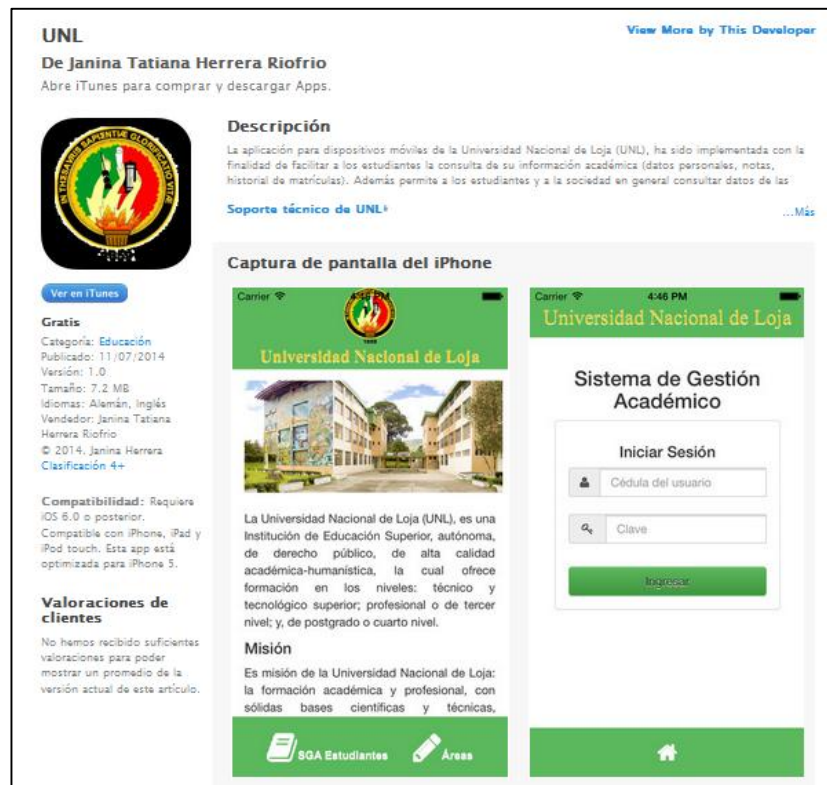 UNL
View More by This Developer
De Janina Tatiana Herrera Riofrio
Abre iTunes para comprar y descargar Apps.
IN THESAVRIS SAPIENTIVE GLORIFICATIO VITÆ
Descripción
La aplicación para dispositivos móviles de la Universidad Nacional de Loja (UNL), ha sido implementada con la
finalidad de facilitar a los estudiantes la consulta de su información académica (datos personales, notas,
historial de matrículas). Además permite a los estudiantes y a la sociedad en general consultar datos de las
Soporte técnico de UNL
...Más
Ver en iTunes
Gratis
Categoría: Educación
Publicado: 11/07/2014
Versión: 1.0
Tamaño: 7.2 MB
Idiomas: Alemán, Inglés
Vendedor: Janina Tatiana
Herrera Riofrio
© 2014, Janina Herrera
Clasificación 4+
Compatibilidad: Requiere
iOS 6.0 o posterior.
Compatible con iPhone, iPad y
iPod touch. Esta app está
optimizada para iPhone 5.
Valoraciones de
clientes
No hemos recibido suficientes
valoraciones para poder
mostrar un promedio de la
versión actual de este artículo.
Captura de pantalla del iPhone
Carrier
4:46 PM
Universidad Nacional de Loja
La Universidad Nacional de Loja (UNL), es una
Institución de Educación Superior, autónoma,
de derecho público, de alta calidad
académica-humanística, la cual ofrece
formación en los niveles: técnico y
tecnológico superior; profesional o de tercer
nivel; y, de postgrado o cuarto nivel.
Misión
Es misión de la Universidad Nacional de Loja:
la formación académica y profesional, con
sólidas bases científicas y técnicas,
SGA Estudiantes
Áreas
Carrier
4:46 PM
Universidad Nacional de Loja
Sistema de Gestión
Académico
Iniciar Sesión
Cédula del usuario
Clave
Ingresar